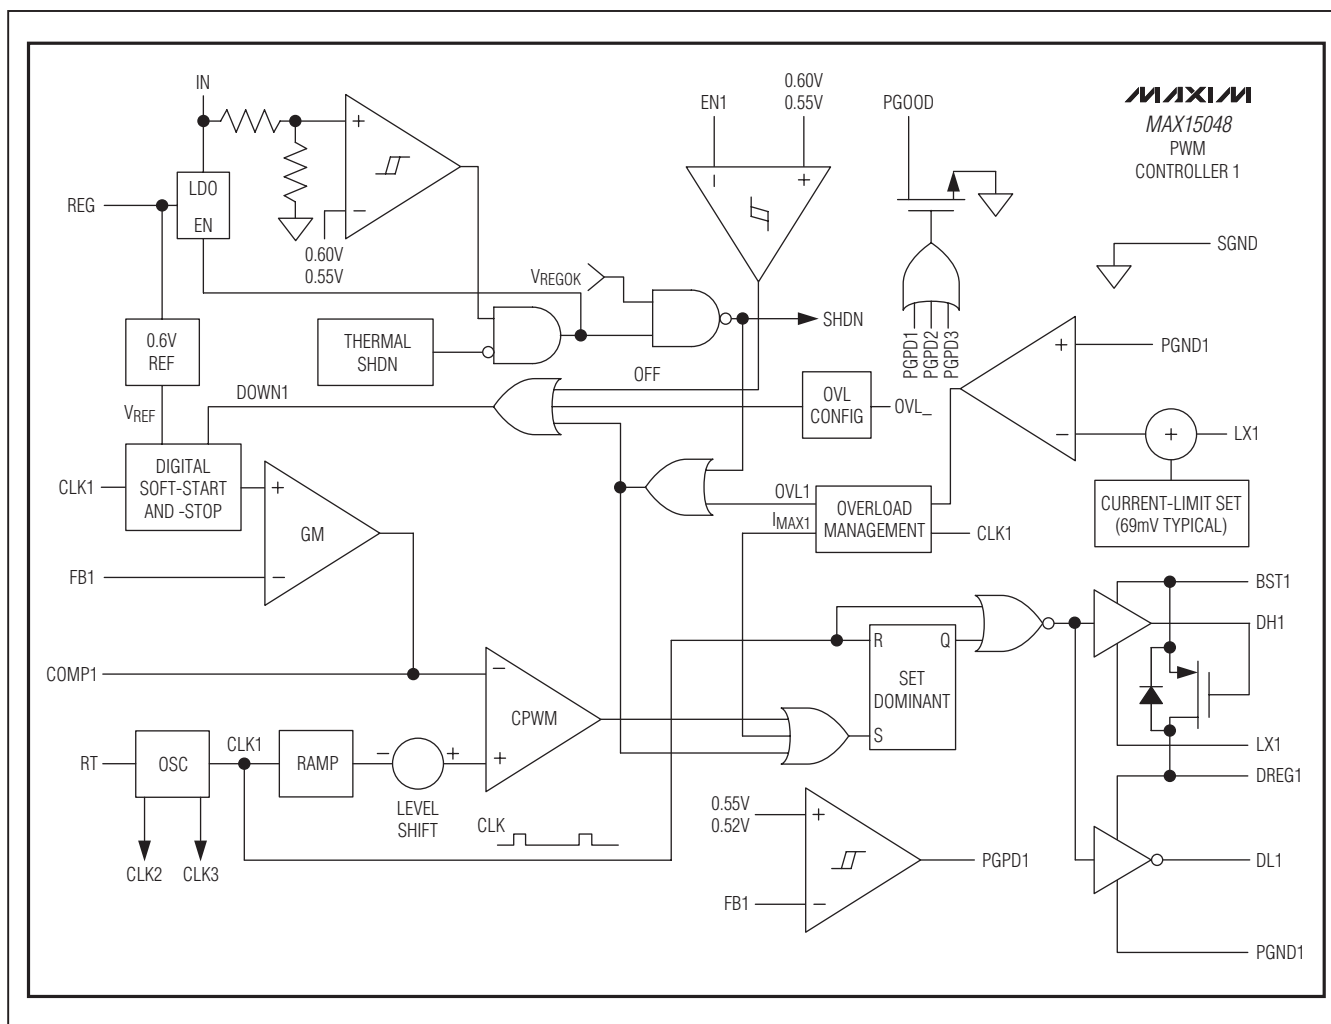 IN
REG
LDO
EN
+
−
0.60V
0.55V
EN1
0.60V
0.55V
−
+
PGOOD
MAXIM
MAX15048
PWM
CONTROLLER 1
SGND
VREGOK
SHDN
THERMAL
SHDN
0.6V
REF
VREF
DOWN1
OFF
OVL
CONFIG
OVL_
PGPD1
PGPD2
PGPD3
+
−
PGND1
+
LX1
CURRENT-LIMIT SET
(69mV TYPICAL)
CLK1
DIGITAL
SOFT-START
AND -STOP
+
GM
−
FB1
OVL1
IMAX1
OVERLOAD
MANAGEMENT
CLK1
COMP1
−
CPWM
+
R
Q
SET
DOMINANT
S
BST1
DH1
LX1
DREG1
RT
OSC
CLK1
RAMP
−
+
LEVEL
SHIFT
CLK2
CLK3
CLK
0.55V
0.52V
+
−
FB1
PGPD1
DL1
PGND1